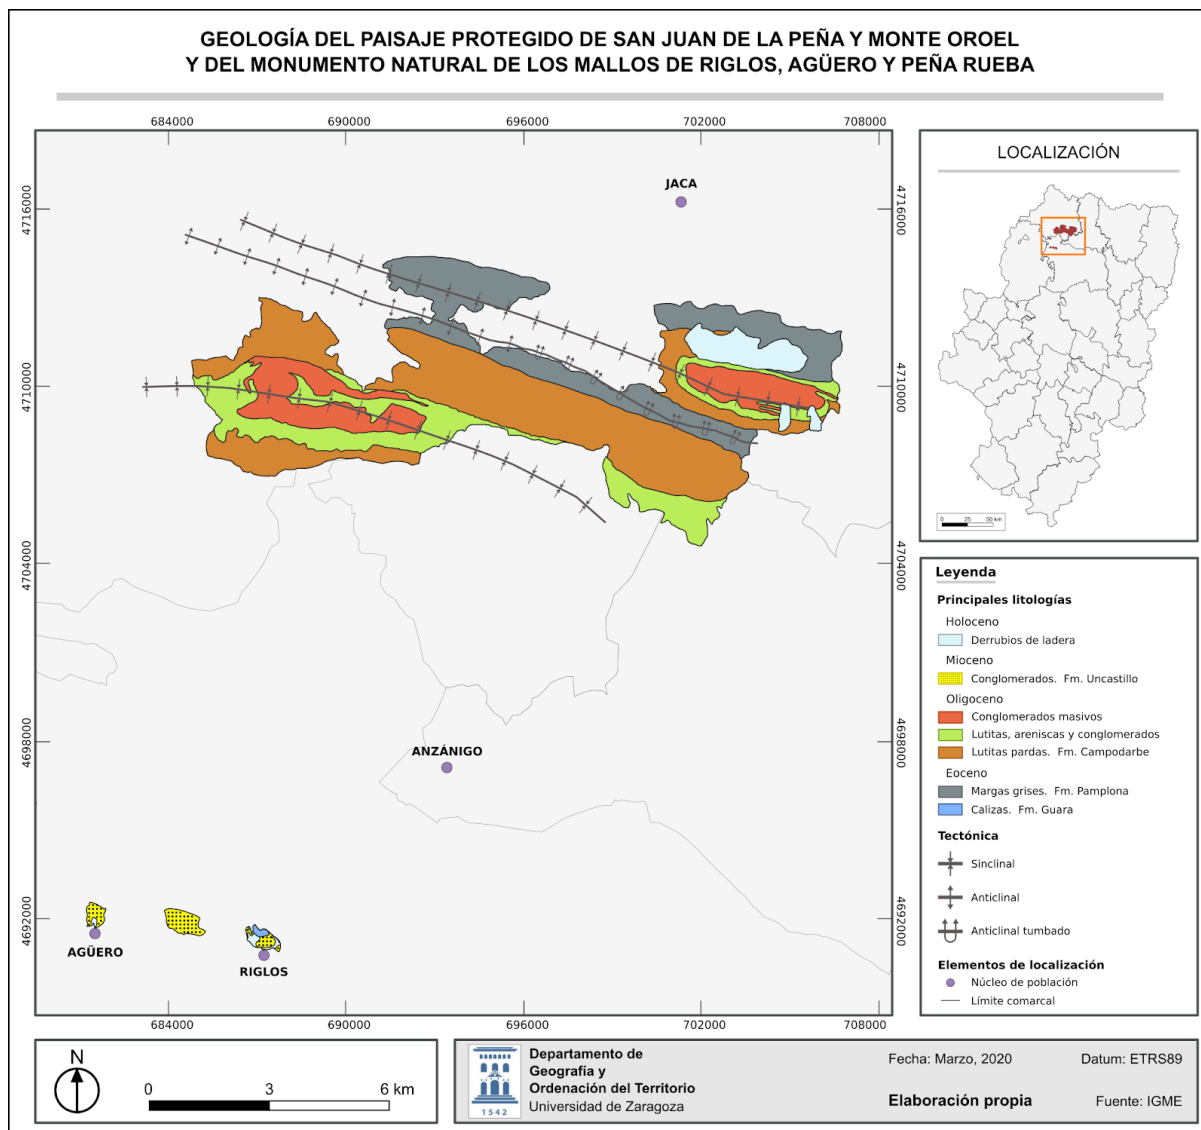 GEOLOGÍA DEL PAISAJE PROTEGIDO DE SAN JUAN DE LA PEÑA Y MONTE OROEL
Y DEL MONUMENTO NATURAL DE LOS MALLOS DE RIGLOS, AGÜERO Y PEÑA RUEBA
684000
690000
696000
702000
708000
4716000
4710000
4704000
4698000
4692000
JACA
ANZÁNIGO
AGÜERO
RIGLOS
4716000
4710000
4704000
4698000
4692000
684000
690000
696000
702000
708000
LOCALIZACIÓN
0 25 50 km
Leyenda
Principales litologías
Holoceno
Derrubios de ladera
Mioceno
Conglomerados. Fm. Uncastillo
Oligoceno
Conglomerados masivos
Lutitas, areniscas y conglomerados
Lutitas pardas. Fm. Campodarbe
Eoceno
Margas grises. Fm. Pamplona
Calizas. Fm. Guara
Tectónica
Sinclinal
Anticlinal
Anticlinal tumbado
Elementos de localización
Núcleo de población
Límite comarcal
N
0 3 6 km
1542
Departamento de
Geografía y
Ordenación del Territorio
Universidad de Zaragoza
Fecha: Marzo, 2020
Datum: ETRS89
Elaboración propia
Fuente: IGME